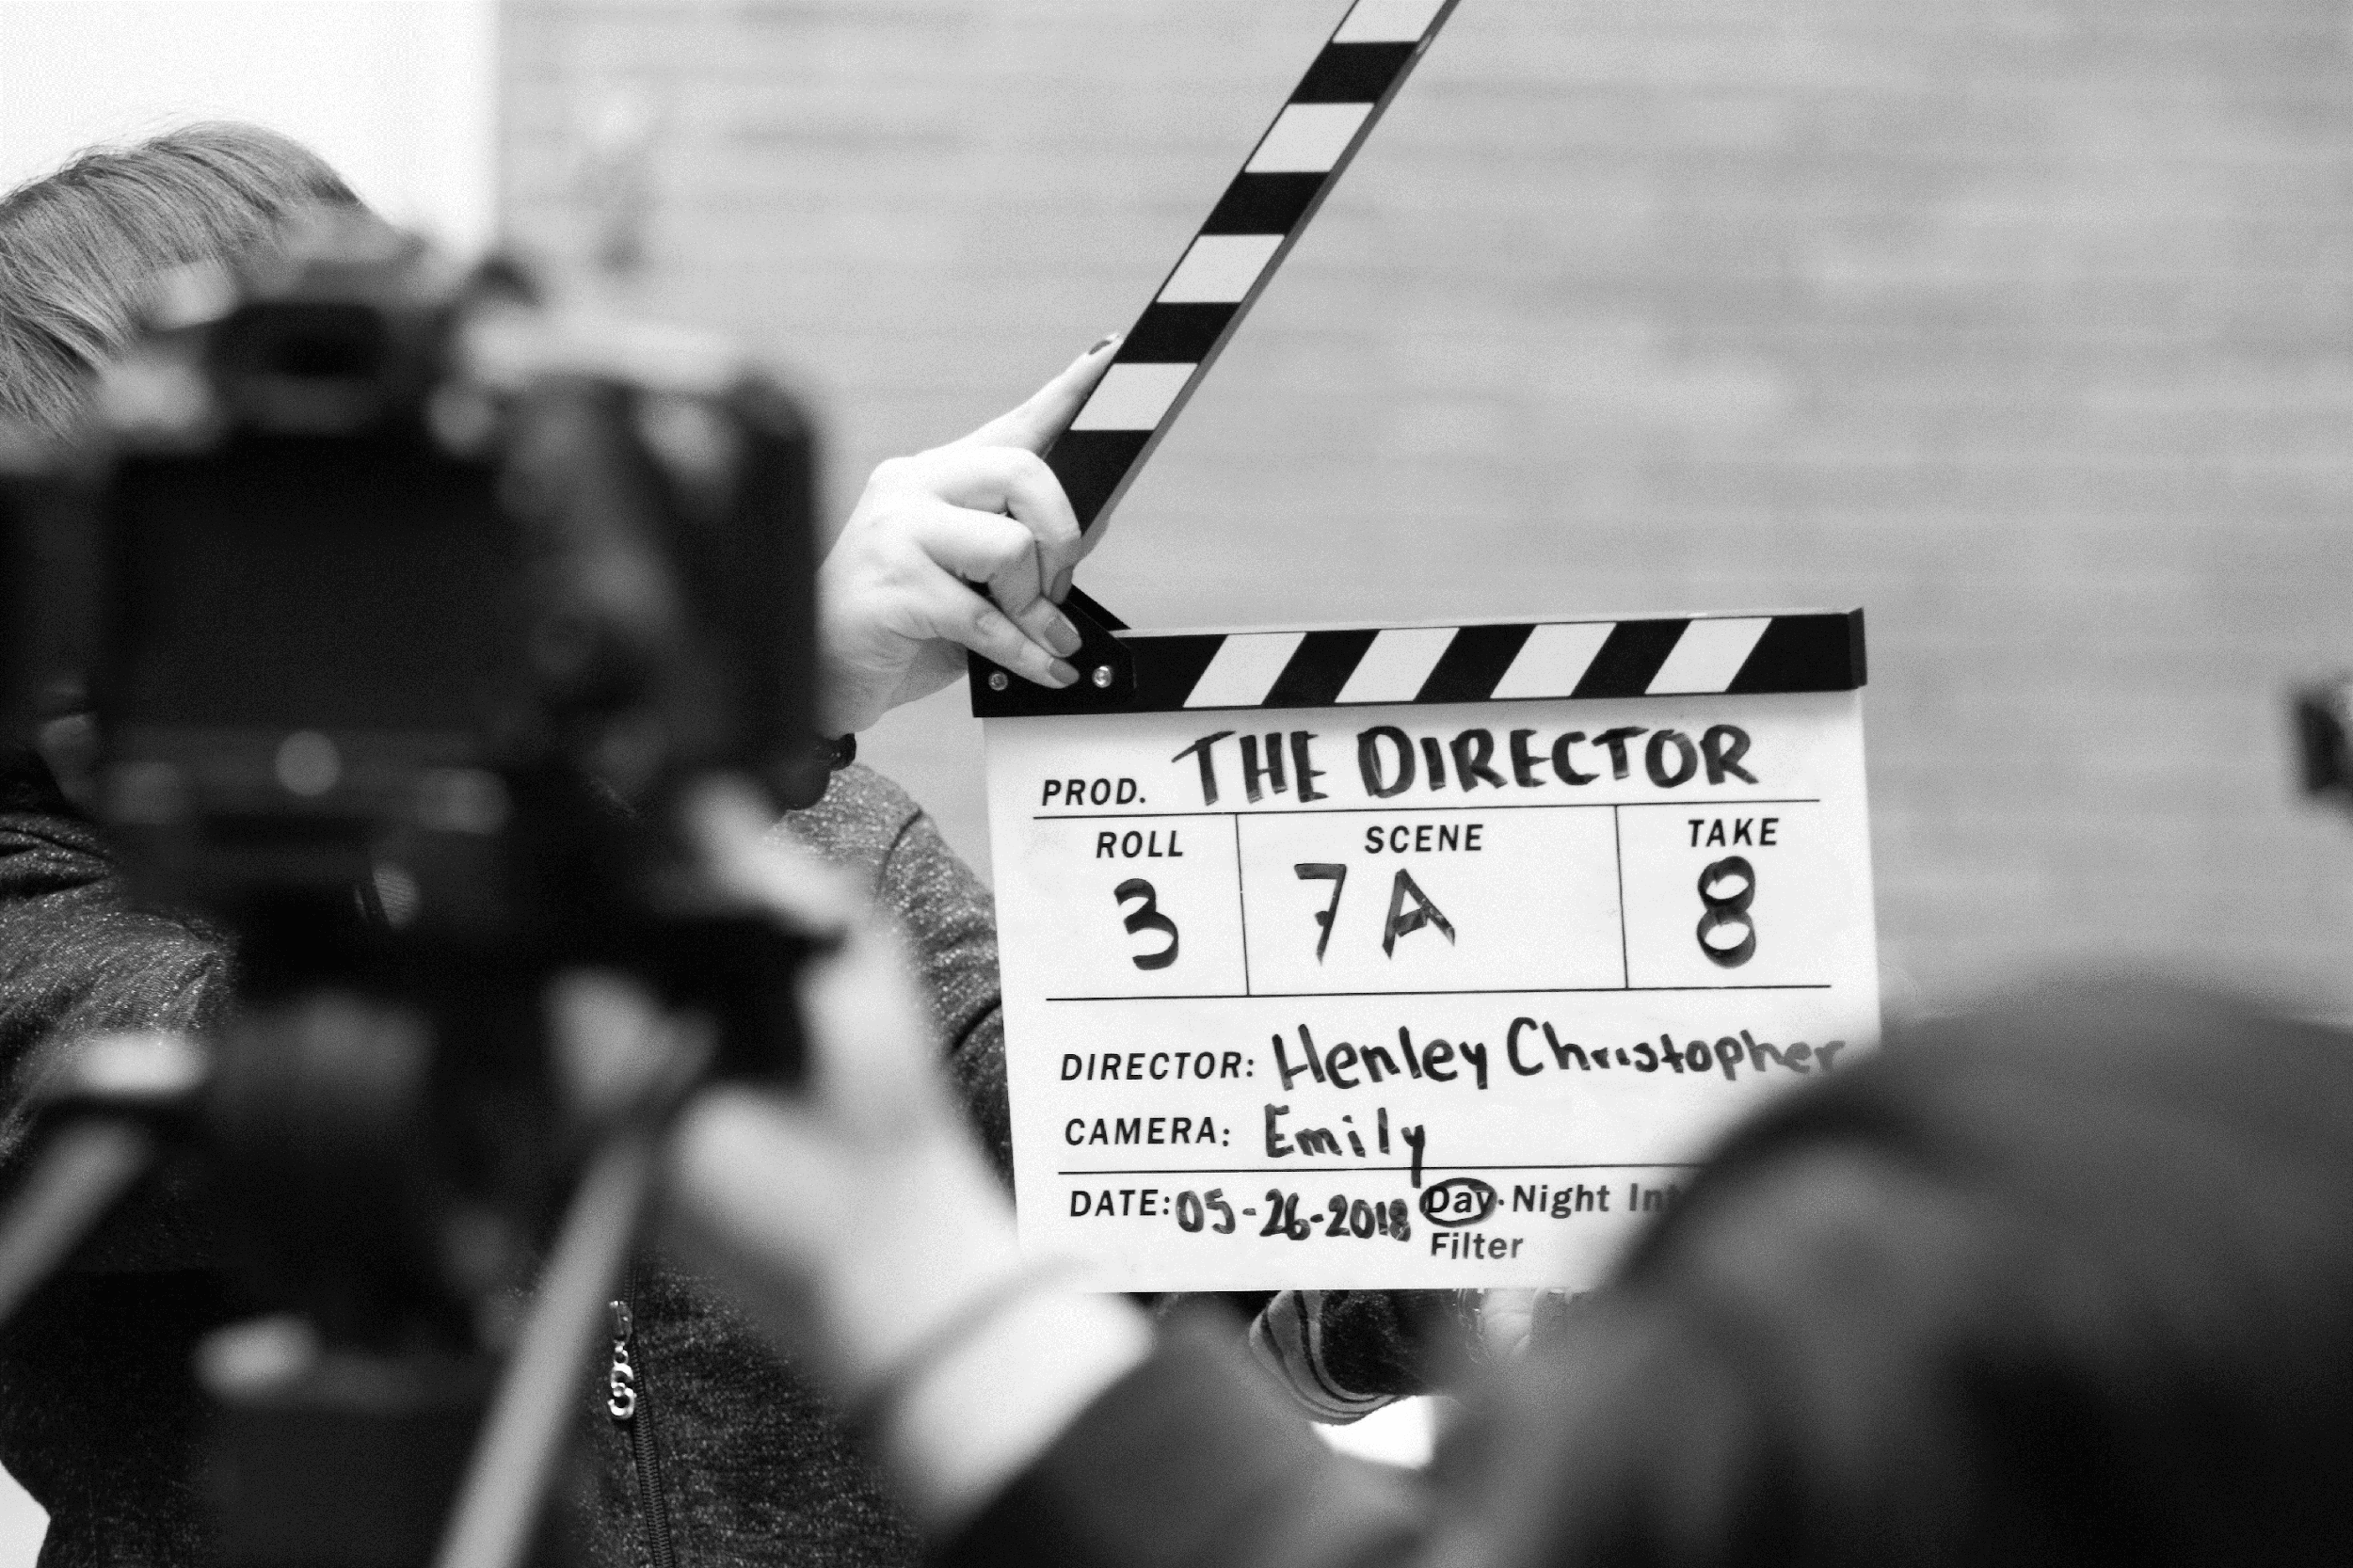 PROD. THE DIRECTOR
ROLL SCENE TAKE
3 7A 8
DIRECTOR: Henley Christopher
CAMERA: Emily
DATE: 05-26-2018 Day·Night
Filter